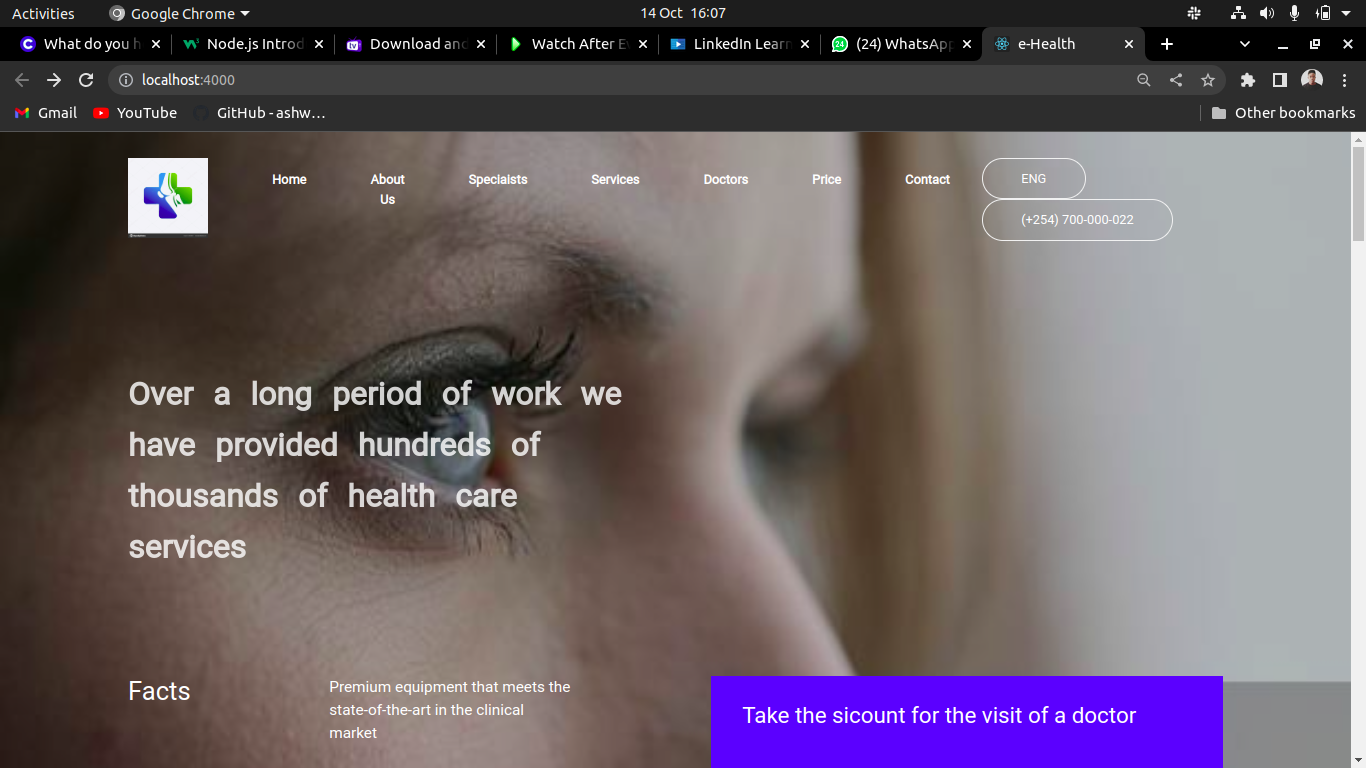 Activities
Google Chrome
14 Oct 16:07
What do you h
Node.js Introd
Download and
Watch After Ev
LinkedIn Learn
(24) WhatsApp
e-Health
localhost:4000
Gmail
YouTube
GitHub - ashw…
Other bookmarks
Home
About
Us
Speciaists
Services
Doctors
Price
Contact
ENG
(+254) 700-000-022
Over a long period of work we
have provided hundreds of
thousands of health care
services
Facts
Premium equipment that meets the
state-of-the-art in the clinical
market
Take the sicount for the visit of a doctor